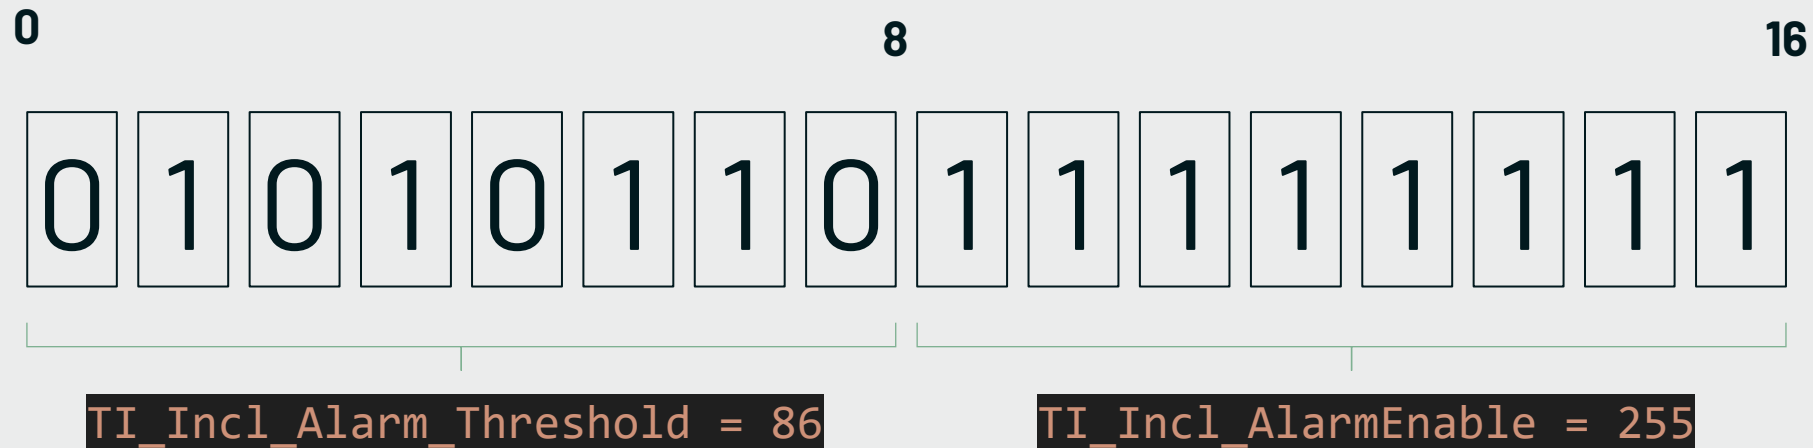 0 8 16
0 1 0 1 0 1 1 0 1 1 1 1 1 1 1 1
TI_Incl_Alarm_Threshold = 86 TI_Incl_AlarmEnable = 255